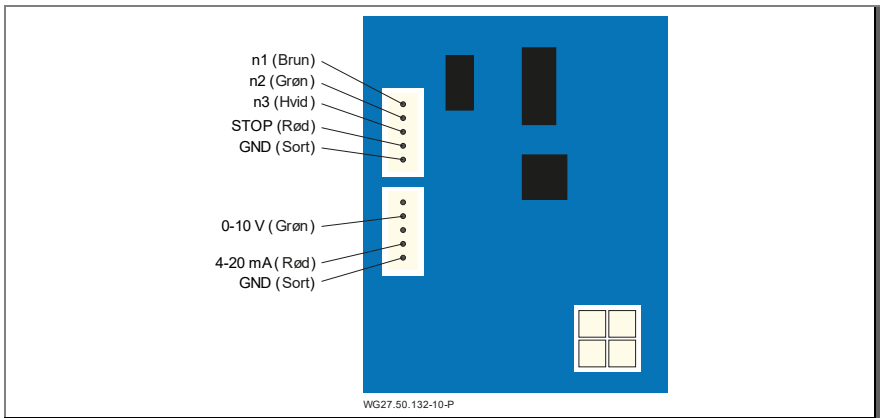 n1 (Brun)
n2 (Grøn)
n3 (Hvid)
STOP (Rød)
GND (Sort)
0-10 V (Grøn)
4-20 mA (Rød)
GND (Sort)
WG27.50.132-10-P